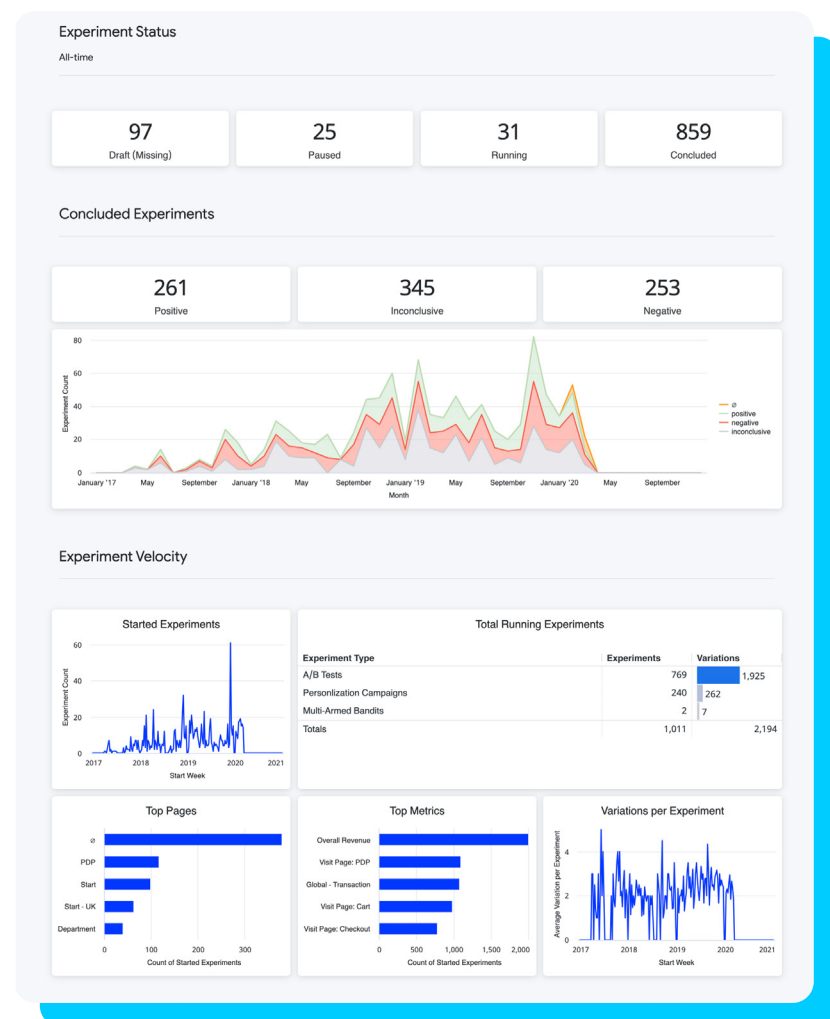 Experiment Status
All-time
97
Draft (Missing)
25
Paused
31
Running
859
Concluded
Concluded Experiments
261
Positive
345
Inconclusive
253
Negative
Experiment Count
80
60
40
20
0
January '17
May
September
January '18
May
September
January '19
May
September
January '20
May
September
Month
∅
positive
negative
inconclusive
Experiment Velocity
Started Experiments
Experiment Count
60
40
20
0
2017
2018
2019
2020
2021
Start Week
Total Running Experiments
Experiment Type Experiments Variations
A/B Tests 769 1,925
Personlization Campaigns 240 262
Multi-Armed Bandits 2 7
Totals 1,011 2,194
Top Pages
∅
PDP
Start
Start - UK
Department
0
100
200
300
Count of Started Experiments
Top Metrics
Overall Revenue
Visit Page: PDP
Global - Transaction
Visit Page: Cart
Visit Page: Checkout
0
500
1,000
1,500
2,000
Count of Started Experiments
Variations per Experiment
Average Variation per Experiment
4
2
0
2017
2018
2019
2020
2021
Start Week